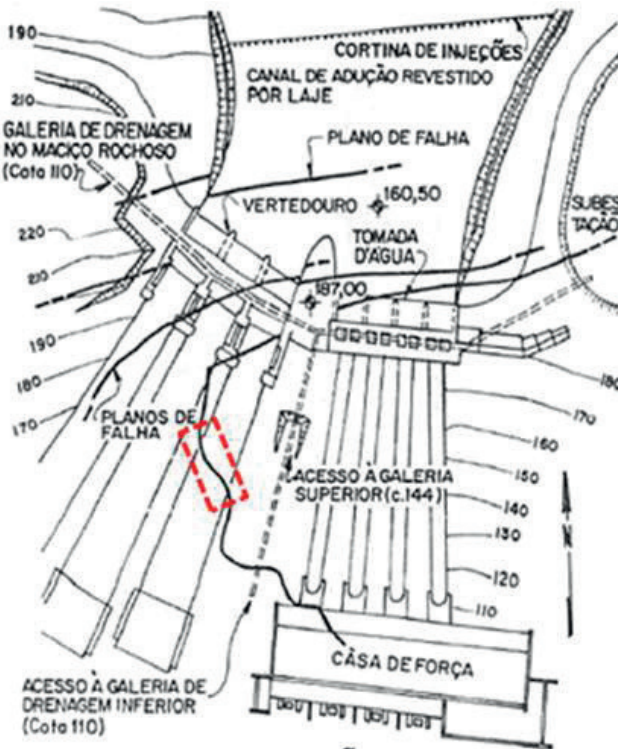 190
CORTINA DE INJEÇÕES
CANAL DE ADUÇÃO REVESTIDO
POR LAJE
210
GALERIA DE DRENAGEM
NO MACIÇO ROCHOSO
(Cota 110)
PLANO DE FALHA
VERTEDOURO
160,50
SUBES
TAÇÃO
TOMADA
D'AGUA
220
210
187,00
190
180
180
170
PLANOS DE
FALHA
170
160
150
ACESSO À GALERIA
SUPERIOR (c.144)
140
130
120
110
CASA DE FORÇA
ACESSO À GALERIA DE
DRENAGEM INFERIOR
(Cota 110)